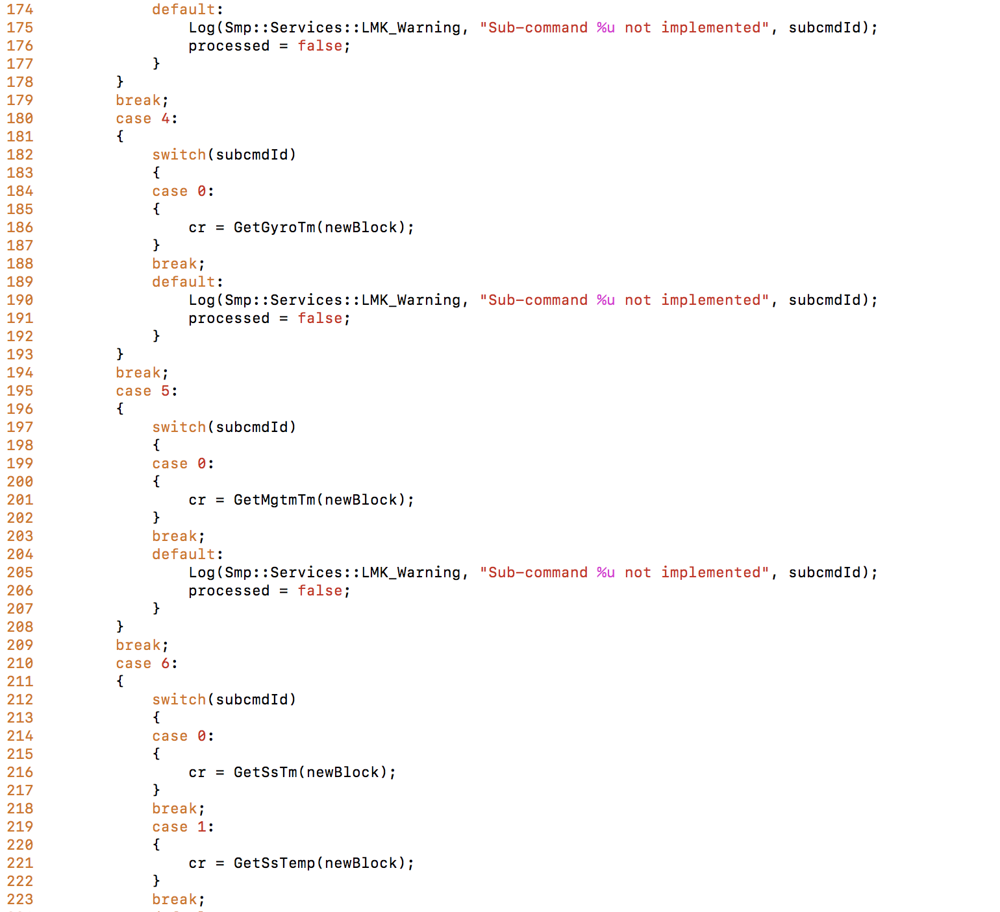 174             default:
175                 Log(Smp::Services::LMK_Warning, "Sub-command %u not implemented", subcmdId);
176                 processed = false;
177             }
178         }
179         break;
180         case 4:
181         {
182             switch(subcmdId)
183             {
184             case 0:
185             {
186                 cr = GetGyroTm(newBlock);
187             }
188             break;
189             default:
190                 Log(Smp::Services::LMK_Warning, "Sub-command %u not implemented", subcmdId);
191                 processed = false;
192             }
193         }
194         break;
195         case 5:
196         {
197             switch(subcmdId)
198             {
199             case 0:
200             {
201                 cr = GetMgtmTm(newBlock);
202             }
203             break;
204             default:
205                 Log(Smp::Services::LMK_Warning, "Sub-command %u not implemented", subcmdId);
206                 processed = false;
207             }
208         }
209         break;
210         case 6:
211         {
212             switch(subcmdId)
213             {
214             case 0:
215             {
216                 cr = GetSsTm(newBlock);
217             }
218             break;
219             case 1:
220             {
221                 cr = GetSsTemp(newBlock);
222             }
223             break;